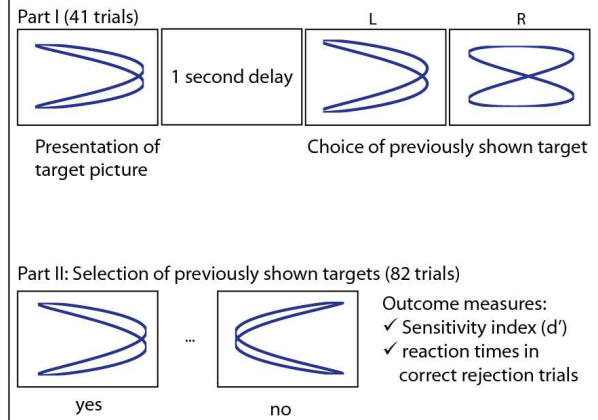 Part I (41 trials)
L
R
1 second delay
Presentation of
target picture
Choice of previously shown target
Part II: Selection of previously shown targets (82 trials)
...
yes
no
Outcome measures:
✓ Sensitivity index (d’)
✓ reaction times in
correct rejection trials